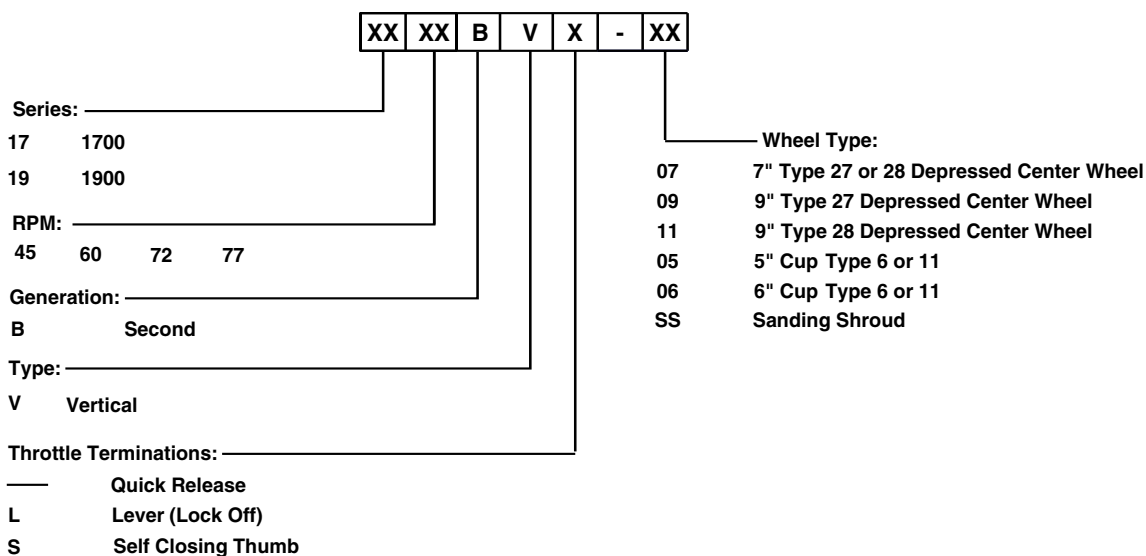 XX XX B V X - XX
Series:
17 1700
19 1900
RPM:
45 60 72 77
Generation:
B Second
Type:
V Vertical
Throttle Terminations:
— Quick Release
L Lever (Lock Off)
S Self Closing Thumb
Wheel Type:
07 7" Type 27 or 28 Depressed Center Wheel
09 9" Type 27 Depressed Center Wheel
11 9" Type 28 Depressed Center Wheel
05 5" Cup Type 6 or 11
06 6" Cup Type 6 or 11
SS Sanding Shroud